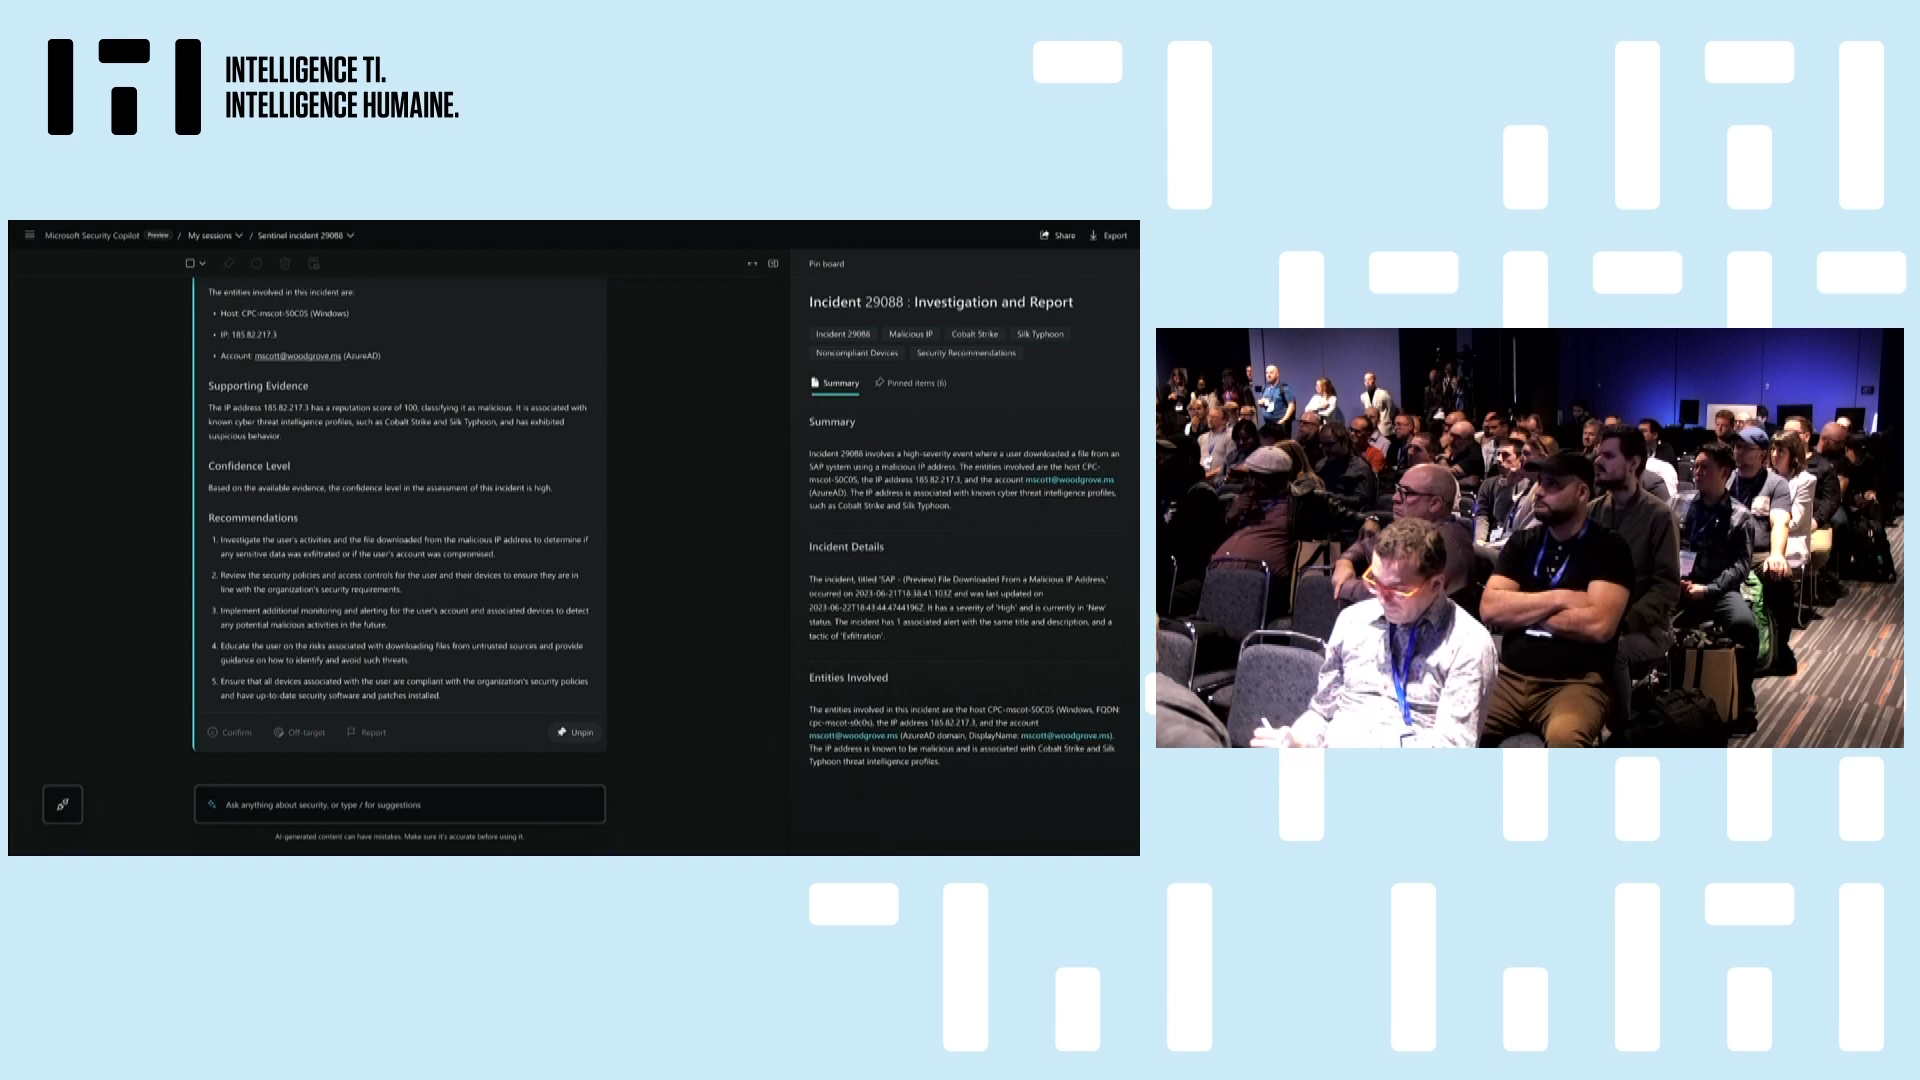 INTELLIGENCE TI.
INTELLIGENCE HUMAINE.
Microsoft Security Copilot Preview / My sessions / Sentinel incident 29088
Share Export
The entities involved in this incident are:
• Host: CPC-mscot-S0C0S (Windows)
• IP: 185.82.217.3
• Account: mscott@woodgrove.ms (AzureAD)
Supporting Evidence
The IP address 185.82.217.3 has a reputation score of 100, classifying it as malicious. It is associated with
known cyber threat intelligence profiles, such as Cobalt Strike and Silk Typhoon, and has exhibited
suspicious behavior.
Confidence Level
Based on the available evidence, the confidence level in the assessment of this incident is high.
Recommendations
1. Investigate the user's activities and the file downloaded from the malicious IP address to determine if
any sensitive data was exfiltrated or if the user's account was compromised.
2. Review the security policies and access controls for the user and their devices to ensure they are in
line with the organization's security requirements.
3. Implement additional monitoring and alerting for the user's account and associated devices to detect
any potential malicious activities in the future.
4. Educate the user on the risks associated with downloading files from untrusted sources and provide
guidance on how to identify and avoid such threats.
5. Ensure that all devices associated with the user are compliant with the organization's security policies
and have up-to-date security software and patches installed.
Confirm Off-target Report Unpin
Ask anything about security, or type / for suggestions
AI-generated content can have mistakes. Make sure it's accurate before using it.
Pin board
Incident 29088 : Investigation and Report
Incident 29088 Malicious IP Cobalt Strike Silk Typhoon
Noncompliant Devices Security Recommendations
Summary Pinned items (6)
Summary
Incident 29088 involves a high-severity event where a user downloaded a file from an
SAP system using a malicious IP address. The entities involved are the host CPC-
mscot-S0C0S, the IP address 185.82.217.3, and the account mscott@woodgrove.ms
(AzureAD). The IP address is associated with known cyber threat intelligence profiles,
such as Cobalt Strike and Silk Typhoon.
Incident Details
The incident, titled 'SAP - (Preview) File Downloaded From a Malicious IP Address,'
occurred on 2023-06-21T18:38:41.103Z and was last updated on
2023-06-22T18:43:44.4744196Z. It has a severity of 'High' and is currently in 'New'
status. The incident has 1 associated alert with the same title and description, and a
tactic of 'Exfiltration'.
Entities Involved
The entities involved in this incident are the host CPC-mscot-S0C0S (Windows, FQDN:
cpc-mscot-s0c0s), the IP address 185.82.217.3, and the account
mscott@woodgrove.ms (AzureAD domain, DisplayName: mscott@woodgrove.ms).
The IP address is known to be malicious and is associated with Cobalt Strike and Silk
Typhoon threat intelligence profiles.